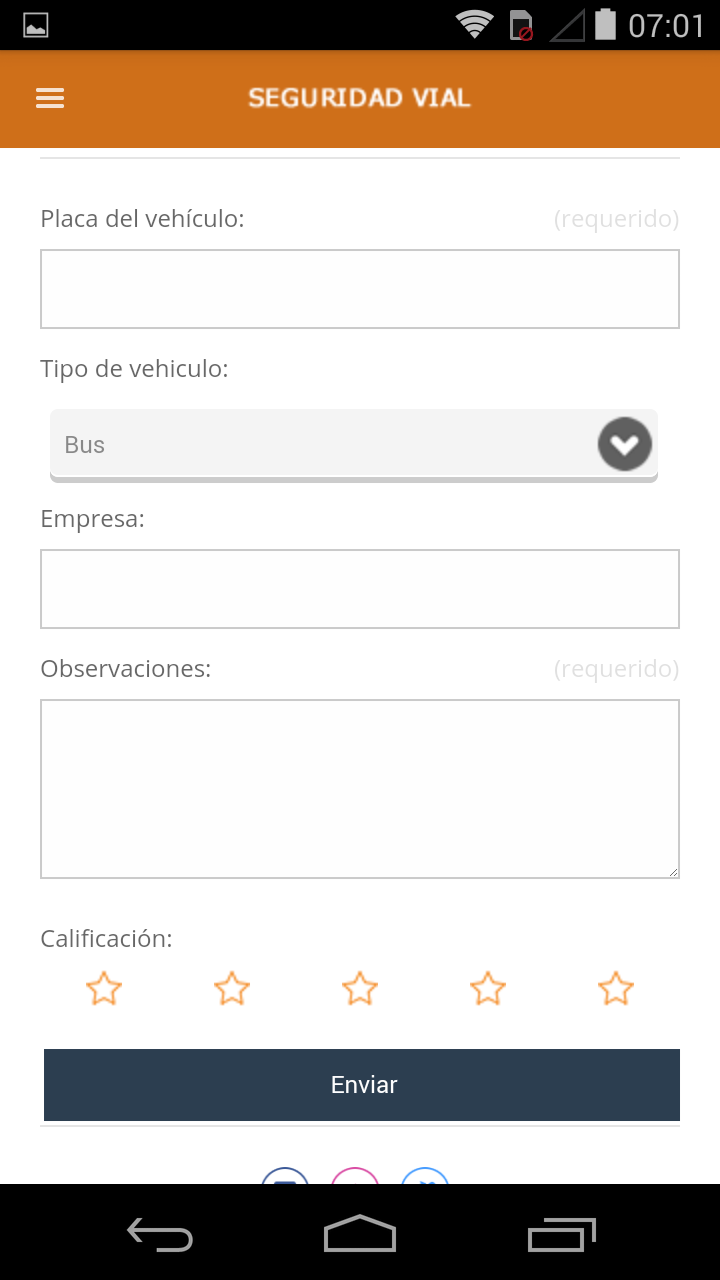 07:01
SEGURIDAD VIAL
Placa del vehículo: (requerido)
Tipo de vehiculo:
Bus
Empresa:
Observaciones: (requerido)
Calificación:
Enviar